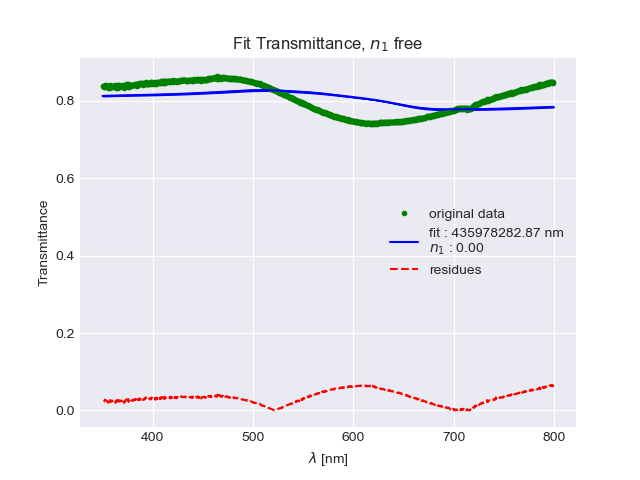 Fit Transmittance, n₁ free
Transmittance
0.8
0.6
0.4
0.2
0.0
original data
fit : 435978282.87 nm
n₁ : 0.00
residues
400
500
600
700
800
λ [nm]